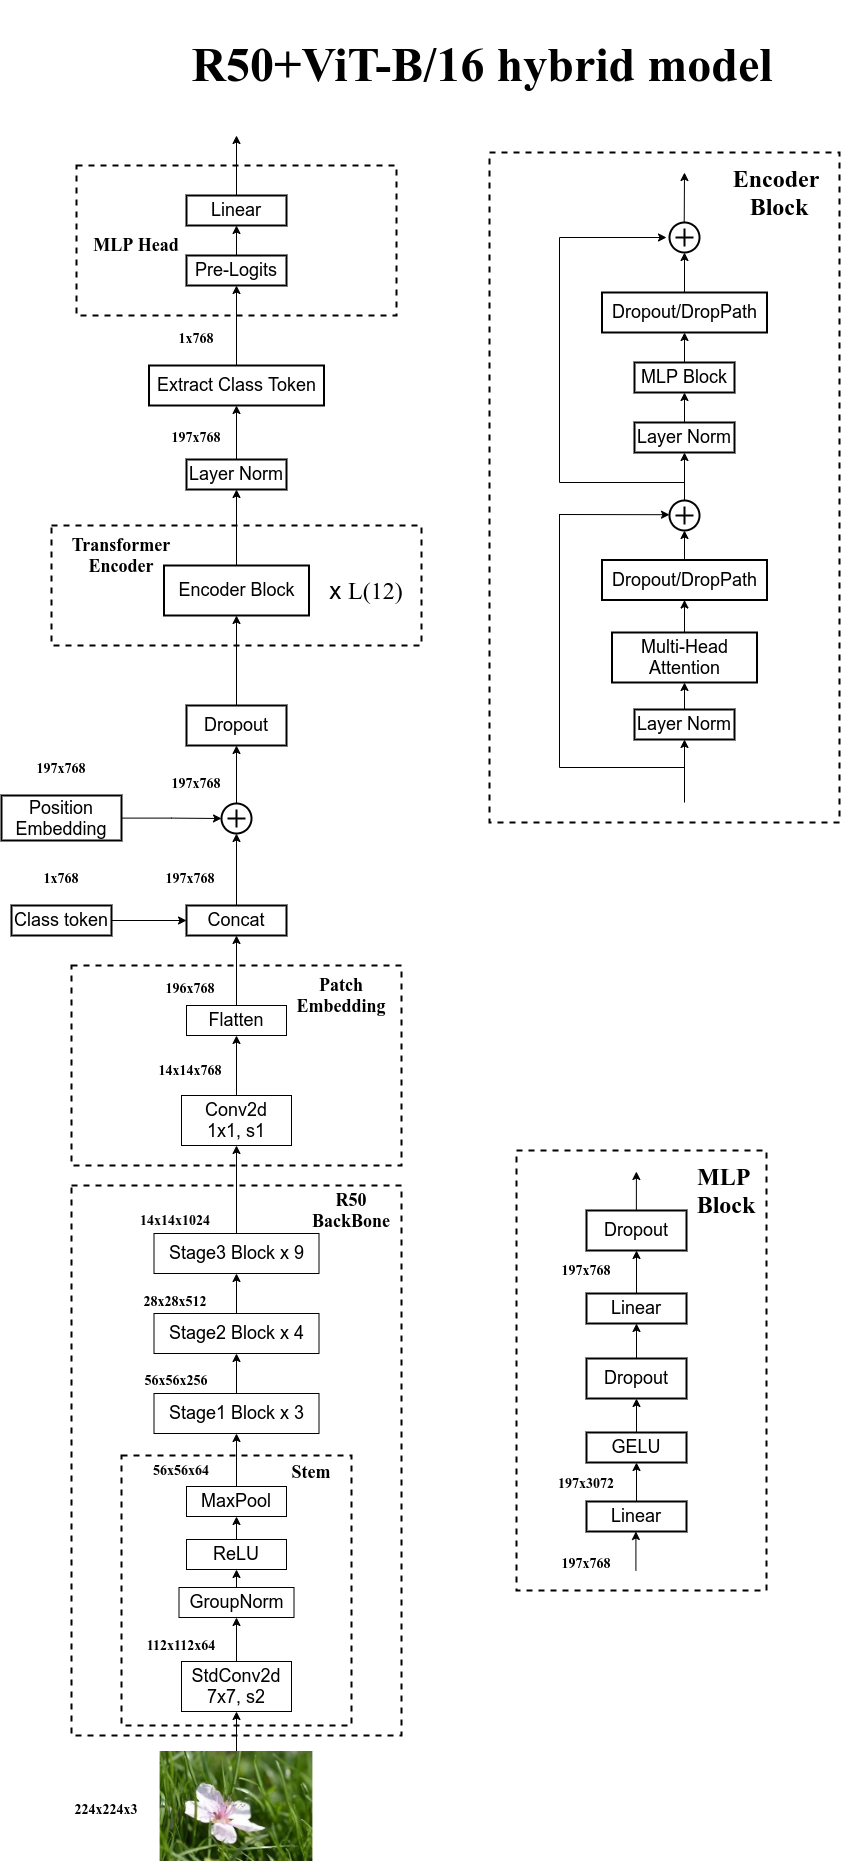 R50+ViT-B/16 hybrid model
Linear
MLP Head
Pre-Logits
1x768
Extract Class Token
197x768
Layer Norm
Transformer
Encoder
Encoder Block
x L(12)
Dropout
197x768
197x768
Position
Embedding
1x768
197x768
Class token
Concat
196x768
Patch
Embedding
Flatten
14x14x768
Conv2d
1x1, s1
R50
BackBone
14x14x1024
Stage3 Block x 9
28x28x512
Stage2 Block x 4
56x56x256
Stage1 Block x 3
56x56x64
Stem
MaxPool
ReLU
GroupNorm
112x112x64
StdConv2d
7x7, s2
224x224x3
Encoder
Block
Dropout/DropPath
MLP Block
Layer Norm
Dropout/DropPath
Multi-Head
Attention
Layer Norm
MLP
Block
Dropout
197x768
Linear
Dropout
GELU
197x3072
Linear
197x768